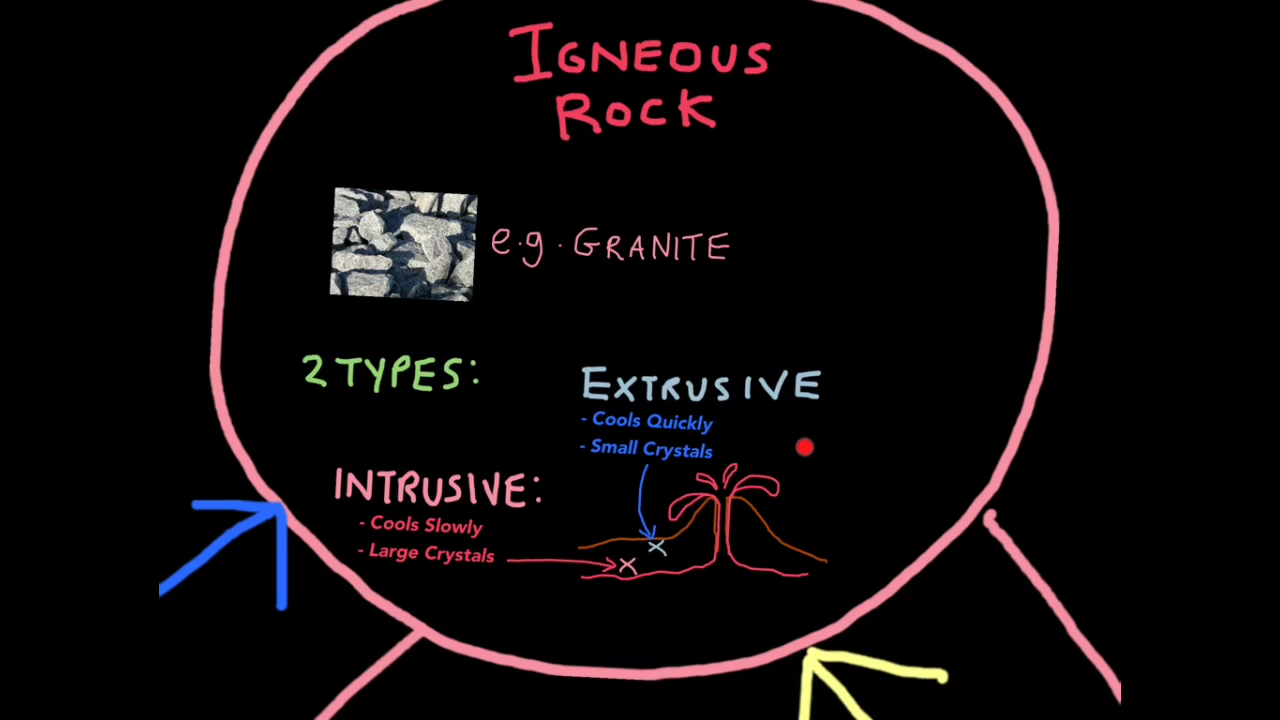 IGNEOUS
ROCK
e.g. GRANITE
2 TYPES:
EXTRUSIVE
- Cools Quickly
- Small Crystals
INTRUSIVE:
- Cools Slowly
- Large Crystals